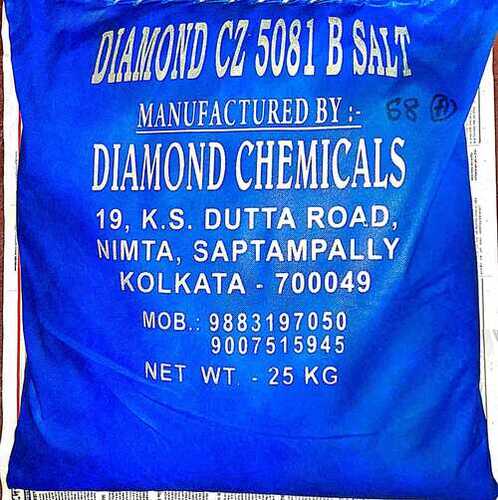 DIAMOND CZ 5081 B SALT
MANUFACTURED BY :-
68 A
DIAMOND CHEMICALS
19, K.S. DUTTA ROAD,
NIMTA, SAPTAMPALLY
KOLKATA - 700049
MOB.: 9883197050
9007515945
NET WT. - 25 KG